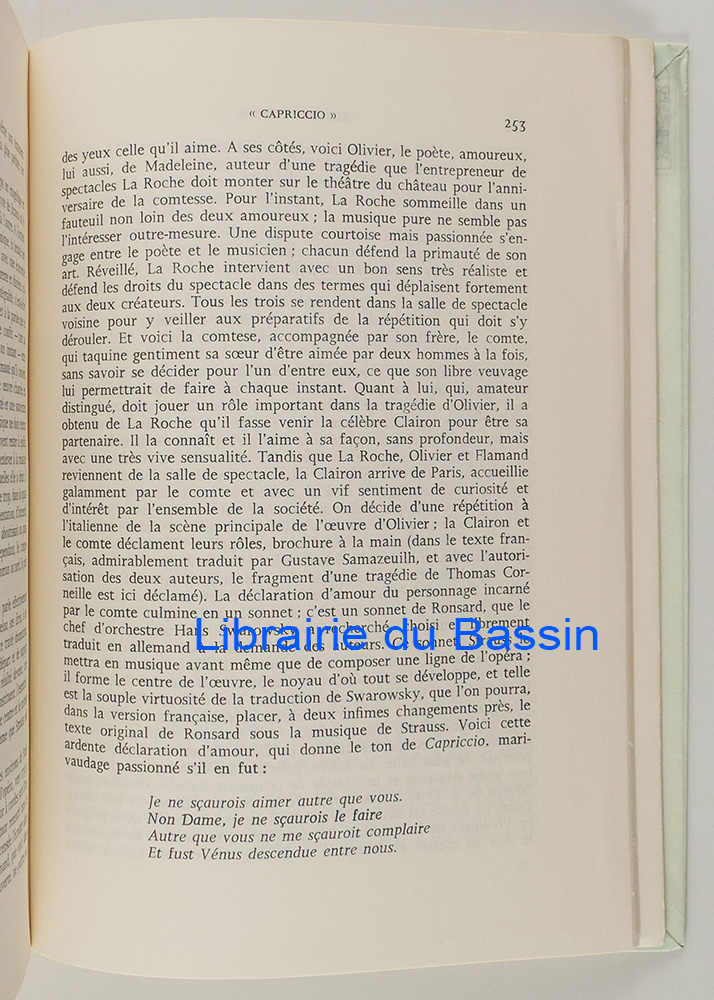 « CAPRICCIO »
253
des yeux celle qu'il aime. A ses côtés, voici Olivier, le poète, amoureux,
lui aussi, de Madeleine, auteur d'une tragédie que l'entrepreneur de
spectacles La Roche doit monter sur le théâtre du château pour l'anni-
versaire de la comtesse. Pour l'instant, La Roche sommeille dans un
fauteuil non loin des deux amoureux ; la musique pure ne semble pas
l'intéresser outre-mesure. Une dispute courtoise mais passionnée s'en-
gage entre le poète et le musicien ; chacun défend la primauté de son
art. Réveillé, La Roche intervient avec un bon sens très réaliste et
défend les droits du spectacle dans des termes qui déplaisent fortement
aux deux créateurs. Tous les trois se rendent dans la salle de spectacle
voisine pour y veiller aux préparatifs de la répétition qui doit s'y
dérouler. Et voici la comtese, accompagnée par son frère, le comte,
qui taquine gentiment sa sœur d'être aimée par deux hommes à la fois,
sans savoir se décider pour l'un d'entre eux, ce que son libre veuvage
lui permettrait de faire à chaque instant. Quant à lui, qui, amateur
distingué, doit jouer un rôle important dans la tragédie d'Olivier, il a
obtenu de La Roche qu'il fasse venir la célèbre Clairon pour être sa
partenaire. Il la connaît et il l'aime à sa façon, sans profondeur, mais
avec une très vive sensualité. Tandis que La Roche, Olivier et Flamand
reviennent de la salle de spectacle, la Clairon arrive de Paris, accueillie
galamment par le comte et avec un vif sentiment de curiosité et
d'intérêt par l'ensemble de la société. On décide d'une répétition à
l'italienne de la scène principale de l'œuvre d'Olivier ; la Clairon et
le comte déclament leurs rôles, brochure à la main (dans le texte fran-
çais, admirablement traduit par Gustave Samazeuilh, et avec l'autori-
sation des deux auteurs, le fragment d'une tragédie de Thomas Cor-
neille est ici déclamé). La déclaration d'amour du personnage incarné
par le comte culmine en un sonnet ; c'est un sonnet de Ronsard, que le
chef d'orchestre Hans Swarowsky a recherché, choisi et librement
traduit en allemand à la demande des auteurs. Ce sonnet, Strauss le
mettra en musique avant même que de composer une ligne de l'opéra ;
il forme le centre de l'œuvre, le noyau d'où tout se développe, et telle
est la souple virtuosité de la traduction de Swarowsky, que l'on pourra,
dans la version française, placer, à deux infimes changements près, le
texte original de Ronsard sous la musique de Strauss. Voici cette
ardente déclaration d'amour, qui donne le ton de Capriccio, mari-
vaudage passionné s'il en fut :
Je ne sçaurois aimer autre que vous.
Non Dame, je ne sçaurois le faire
Autre que vous ne me sçauroit complaire
Et fust Vénus descendue entre nous.
Librairie du Bassin